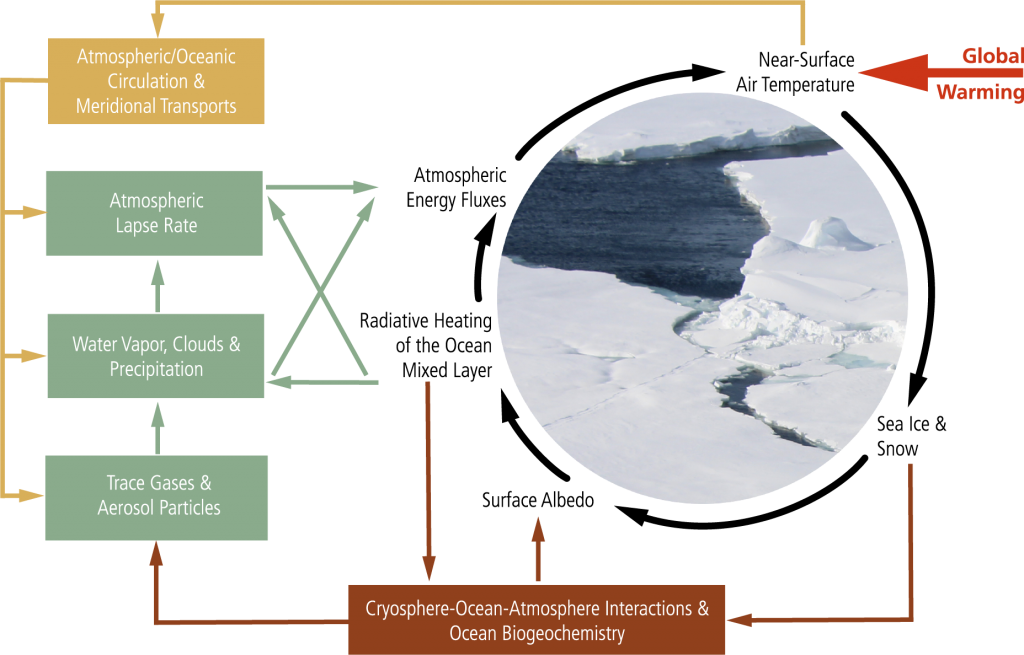 Atmospheric/Oceanic
Circulation &
Meridional Transports
Near-Surface
Air Temperature
Global
Warming
Atmospheric
Lapse Rate
Atmospheric
Energy Fluxes
Water Vapor, Clouds &
Precipitation
Radiative Heating
of the Ocean
Mixed Layer
Sea Ice &
Snow
Trace Gases &
Aerosol Particles
Surface Albedo
Cryosphere-Ocean-Atmosphere Interactions &
Ocean Biogeochemistry